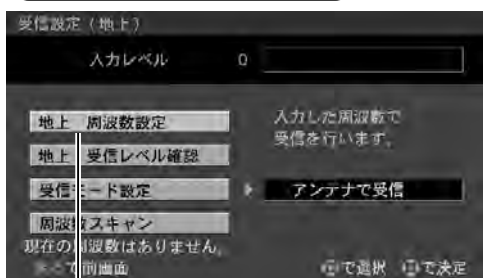 受信設定（地上）
入力レベル 0
地上 周波数設定
地上 受信レベル確認
受信モード設定
周波数スキャン
入力した周波数で
受信を行います。
アンテナで受信
現在の周波数はありません。
で前画面
で選択 で決定